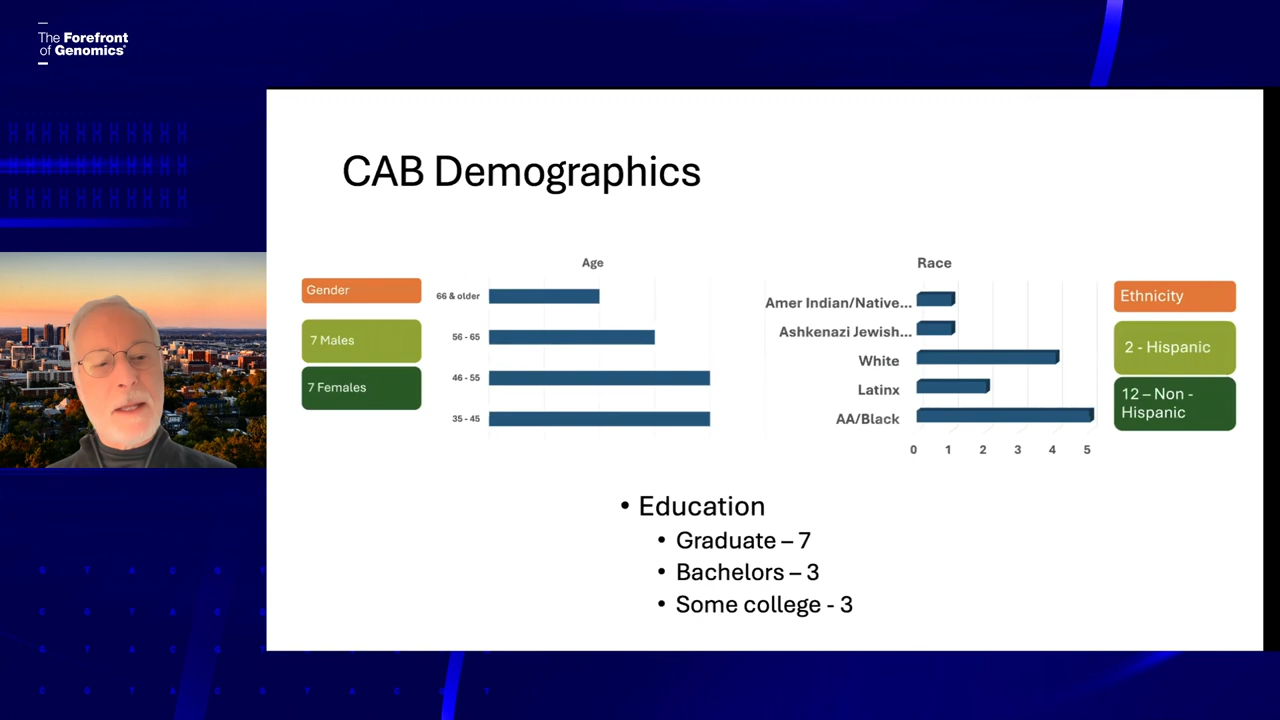 The Forefront
of Genomics
CAB Demographics
Gender
7 Males
7 Females
Age
66 & older
56 - 65
46 - 55
35 - 45
Race
Amer Indian/Native...
Ashkenazi Jewish...
White
Latinx
AA/Black
0 1 2 3 4 5
Ethnicity
2 - Hispanic
12 – Non -
Hispanic
• Education
• Graduate – 7
• Bachelors – 3
• Some college - 3